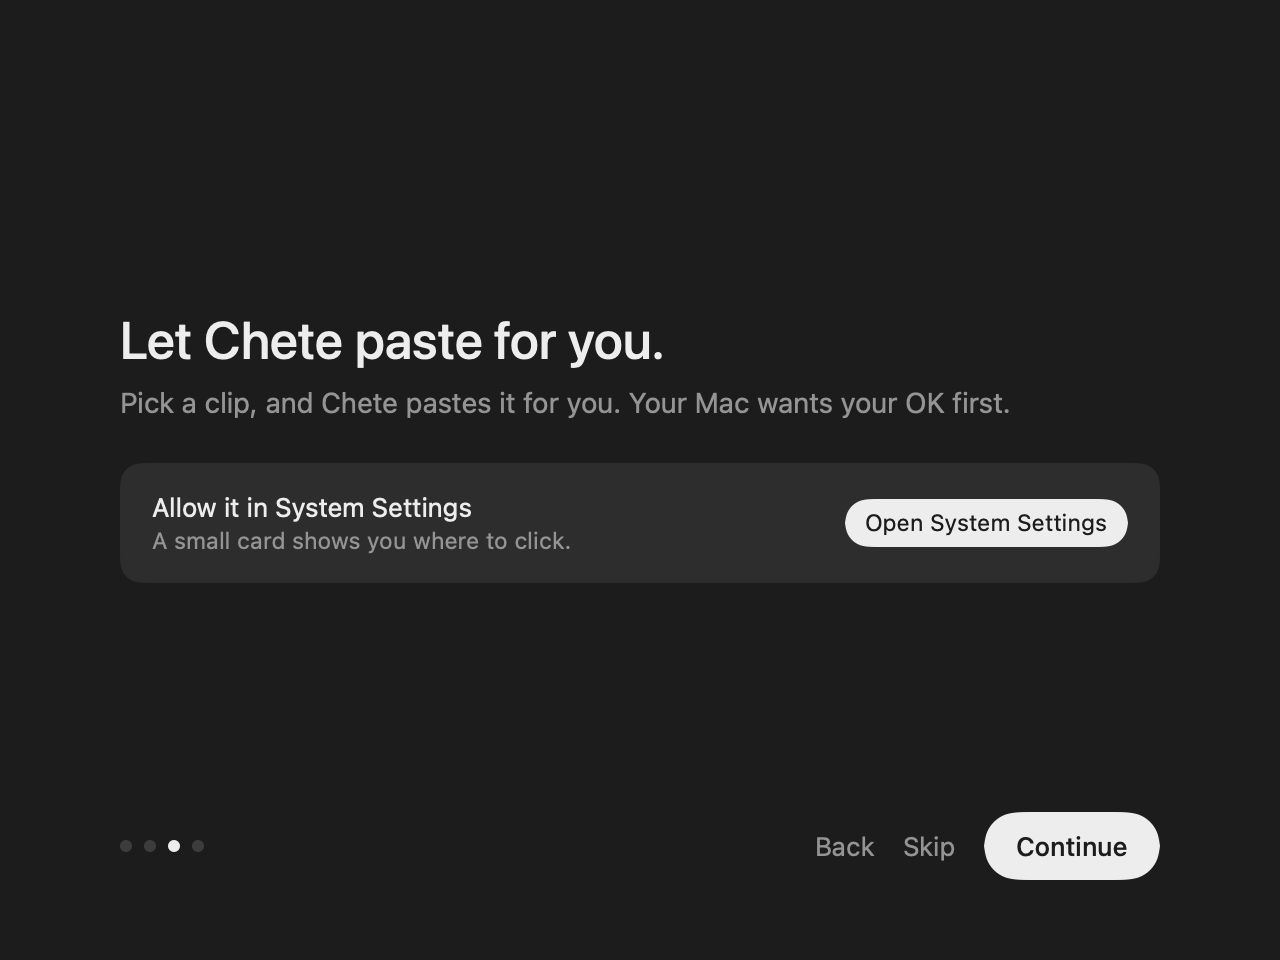 Let Chete paste for you.
Pick a clip, and Chete pastes it for you. Your Mac wants your OK first.
Allow it in System Settings
A small card shows you where to click.
Open System Settings
Back
Skip
Continue